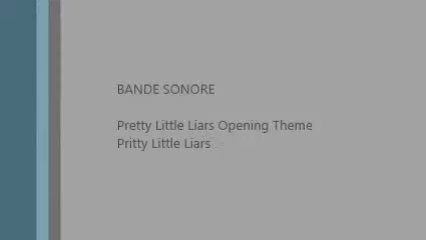 BANDE SONORE
Pretty Little Liars Opening Theme
Pritty Little Liars